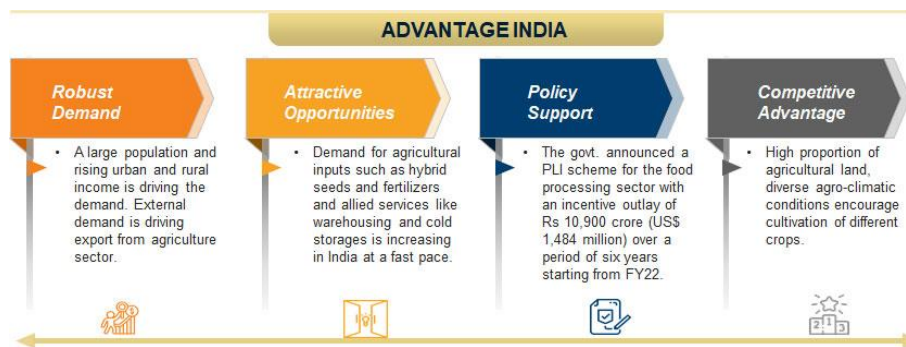 ADVANTAGE INDIA
Robust
Demand
• A large population and
rising urban and rural
income is driving the
demand. External
demand is driving
export from agriculture
sector.
Attractive
Opportunities
• Demand for agricultural
inputs such as hybrid
seeds and fertilizers
and allied services like
warehousing and cold
storages is increasing
in India at a fast pace.
Policy
Support
• The govt. announced a
PLI scheme for the food
processing sector with
an incentive outlay of
Rs 10,900 crore (US$
1,484 million) over a
period of six years
starting from FY22.
Competitive
Advantage
• High proportion of
agricultural land,
diverse agro-climatic
conditions encourage
cultivation of different
crops.
2 1 3